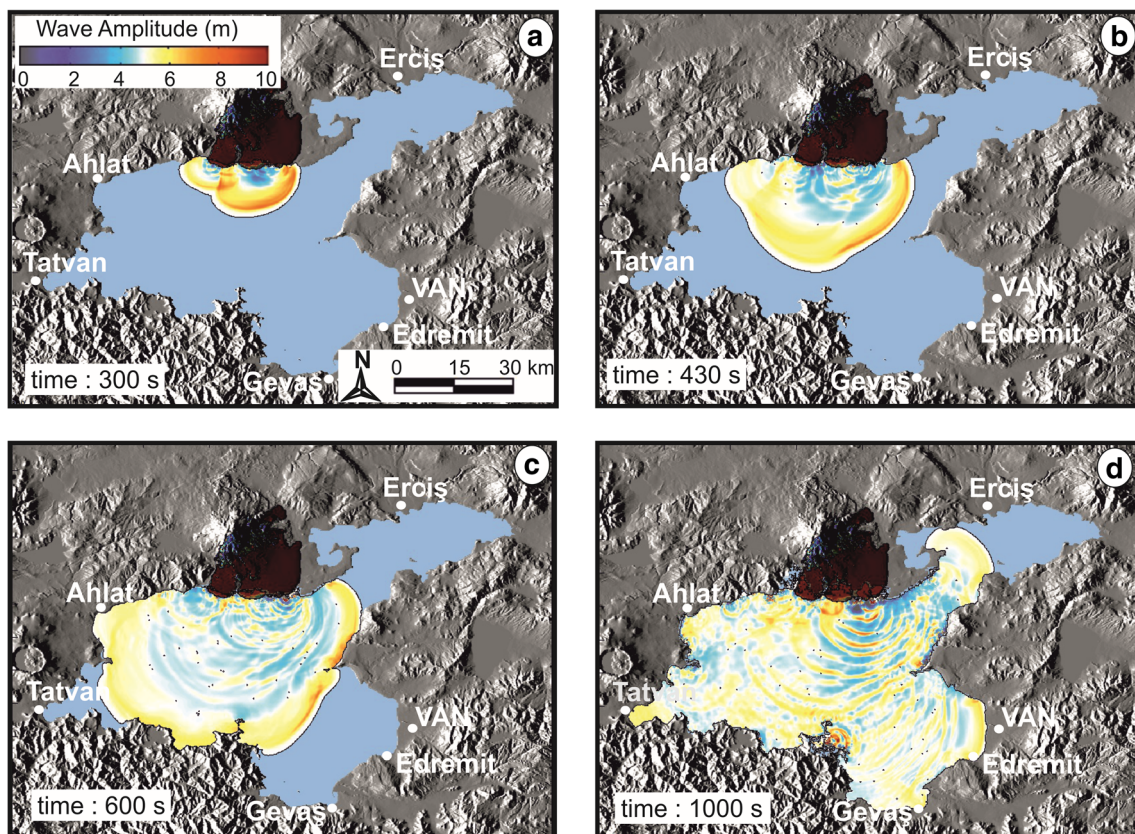 Wave Amplitude (m)
0 2 4 6 8 10
a
Erciş
Ahlat
Tatvan
VAN
Edremit
Gevaş
time : 300 s
N
0 15 30 km
b
Erciş
Ahlat
Tatvan
VAN
Edremit
Gevaş
time : 430 s
c
Erciş
Ahlat
Tatvan
VAN
Edremit
Gevaş
time : 600 s
d
Erciş
Ahlat
Tatvan
VAN
Edremit
Gevaş
time : 1000 s